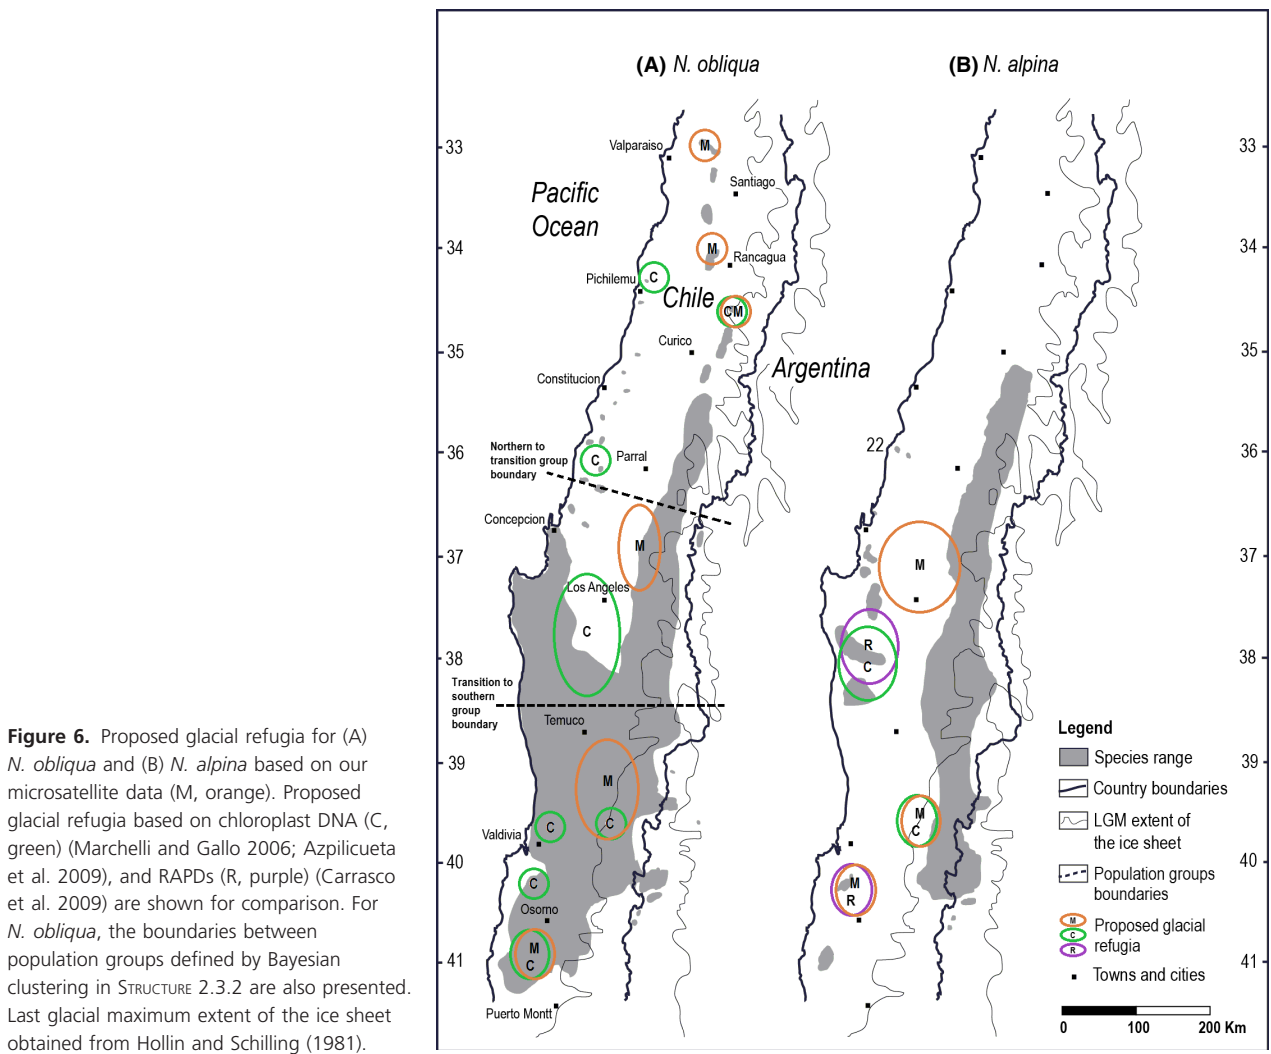 (A) N. obliqua
(B) N. alpina
33
34
35
36
37
38
39
40
41
Valparaiso
M
Santiago
Pacific
Ocean
M
Rancagua
C
Pichilemu
Chile
CM
Curico
Argentina
Constitucion
Northern to
transition group
boundary
C
Parral
Concepcion
M
Los Angeles
C
Transition to
southern
group
boundary
Temuco
M
C
C
Valdivia
C
Osorno
M
C
Puerto Montt
22
M
R
C
M
C
M
R
33
34
35
36
37
38
39
40
41
Legend
Species range
Country boundaries
LGM extent of
the ice sheet
Population groups
boundaries
M
C
R
Proposed glacial
refugia
Towns and cities
0 100 200 Km
Figure 6. Proposed glacial refugia for (A)
N. obliqua and (B) N. alpina based on our
microsatellite data (M, orange). Proposed
glacial refugia based on chloroplast DNA (C,
green) (Marchelli and Gallo 2006; Azpilicueta
et al. 2009), and RAPDs (R, purple) (Carrasco
et al. 2009) are shown for comparison. For
N. obliqua, the boundaries between
population groups defined by Bayesian
clustering in STRUCTURE 2.3.2 are also presented.
Last glacial maximum extent of the ice sheet
obtained from Hollin and Schilling (1981).